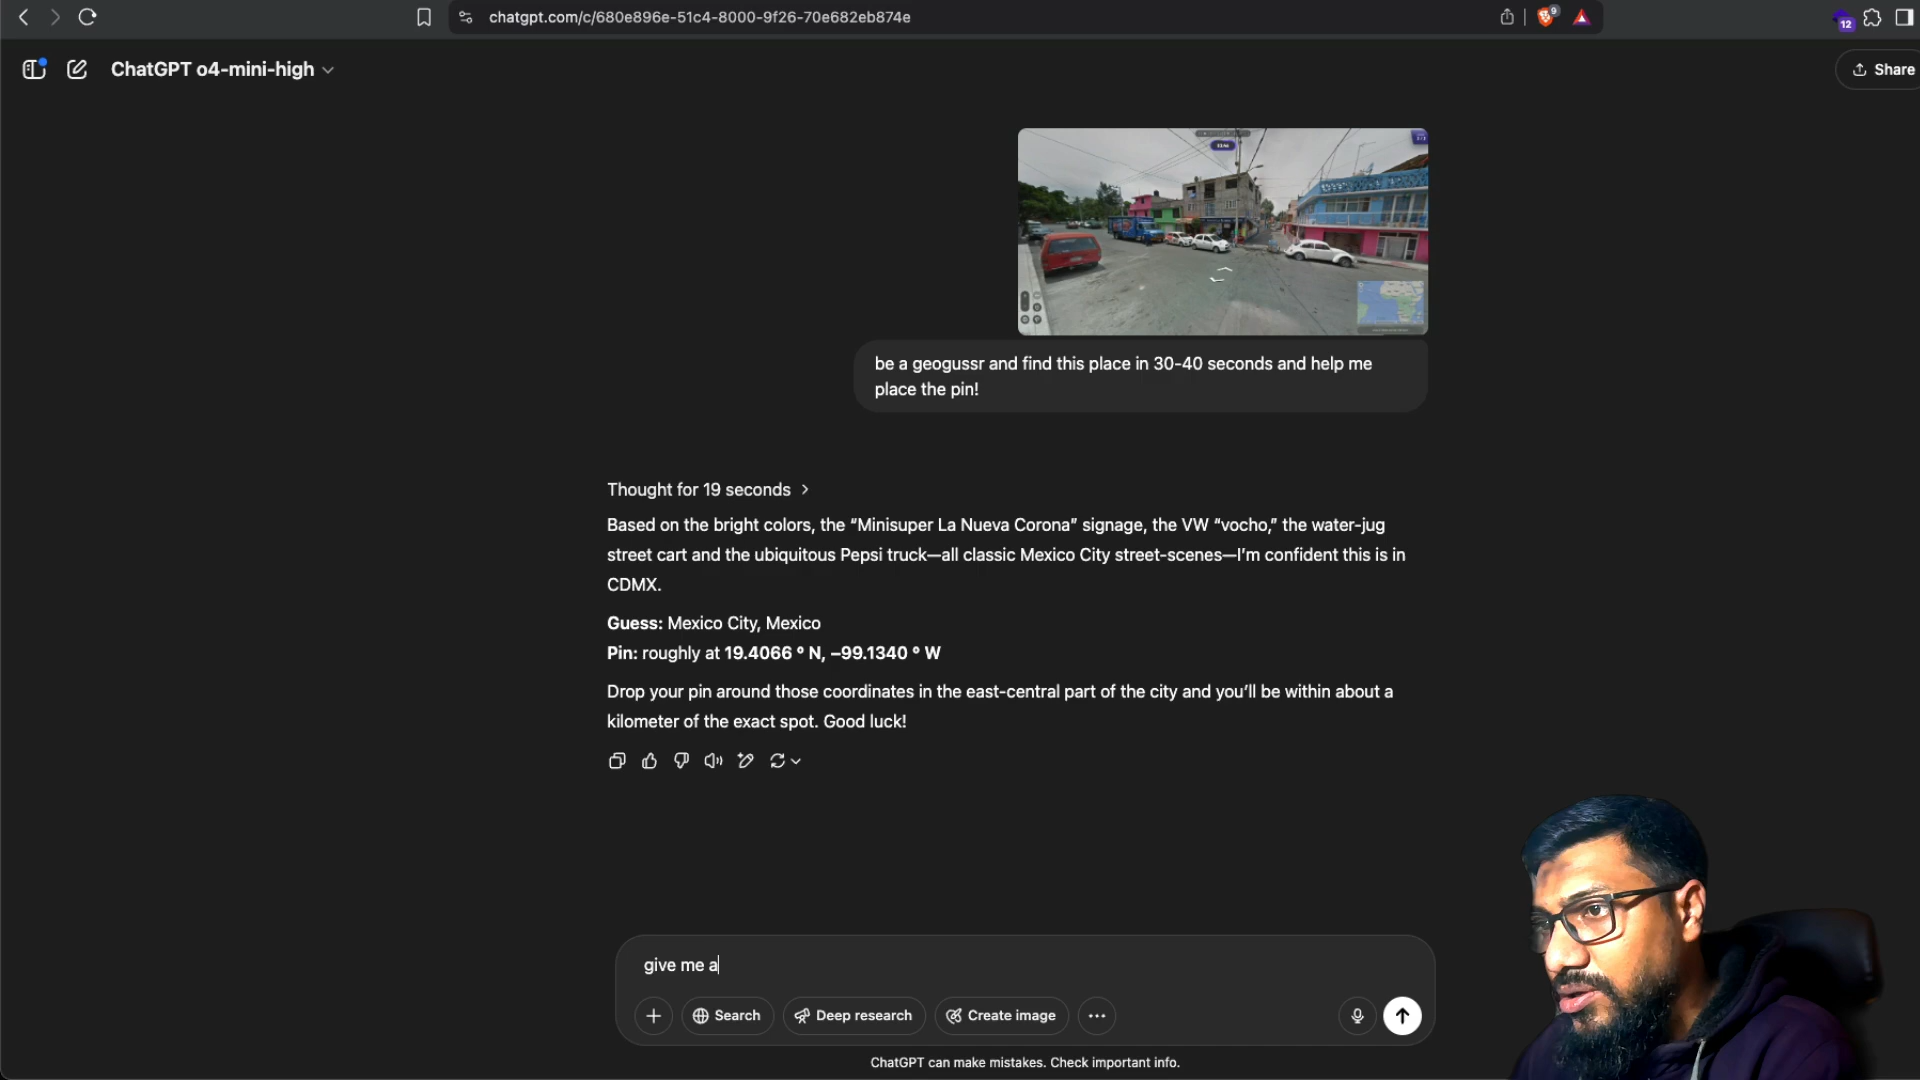 chatgpt.com/c/680e896e-51c4-8000-9f26-70e682eb874e
9
12
ChatGPT o4-mini-high
Share
be a geogussr and find this place in 30-40 seconds and help me
place the pin!
Thought for 19 seconds
Based on the bright colors, the “Minisuper La Nueva Corona” signage, the VW “vocho,” the water-jug
street cart and the ubiquitous Pepsi truck—all classic Mexico City street-scenes—I’m confident this is in
CDMX.
Guess: Mexico City, Mexico
Pin: roughly at 19.4066 ° N, −99.1340 ° W
Drop your pin around those coordinates in the east-central part of the city and you’ll be within about a
kilometer of the exact spot. Good luck!
give me a
Search
Deep research
Create image
ChatGPT can make mistakes. Check important info.